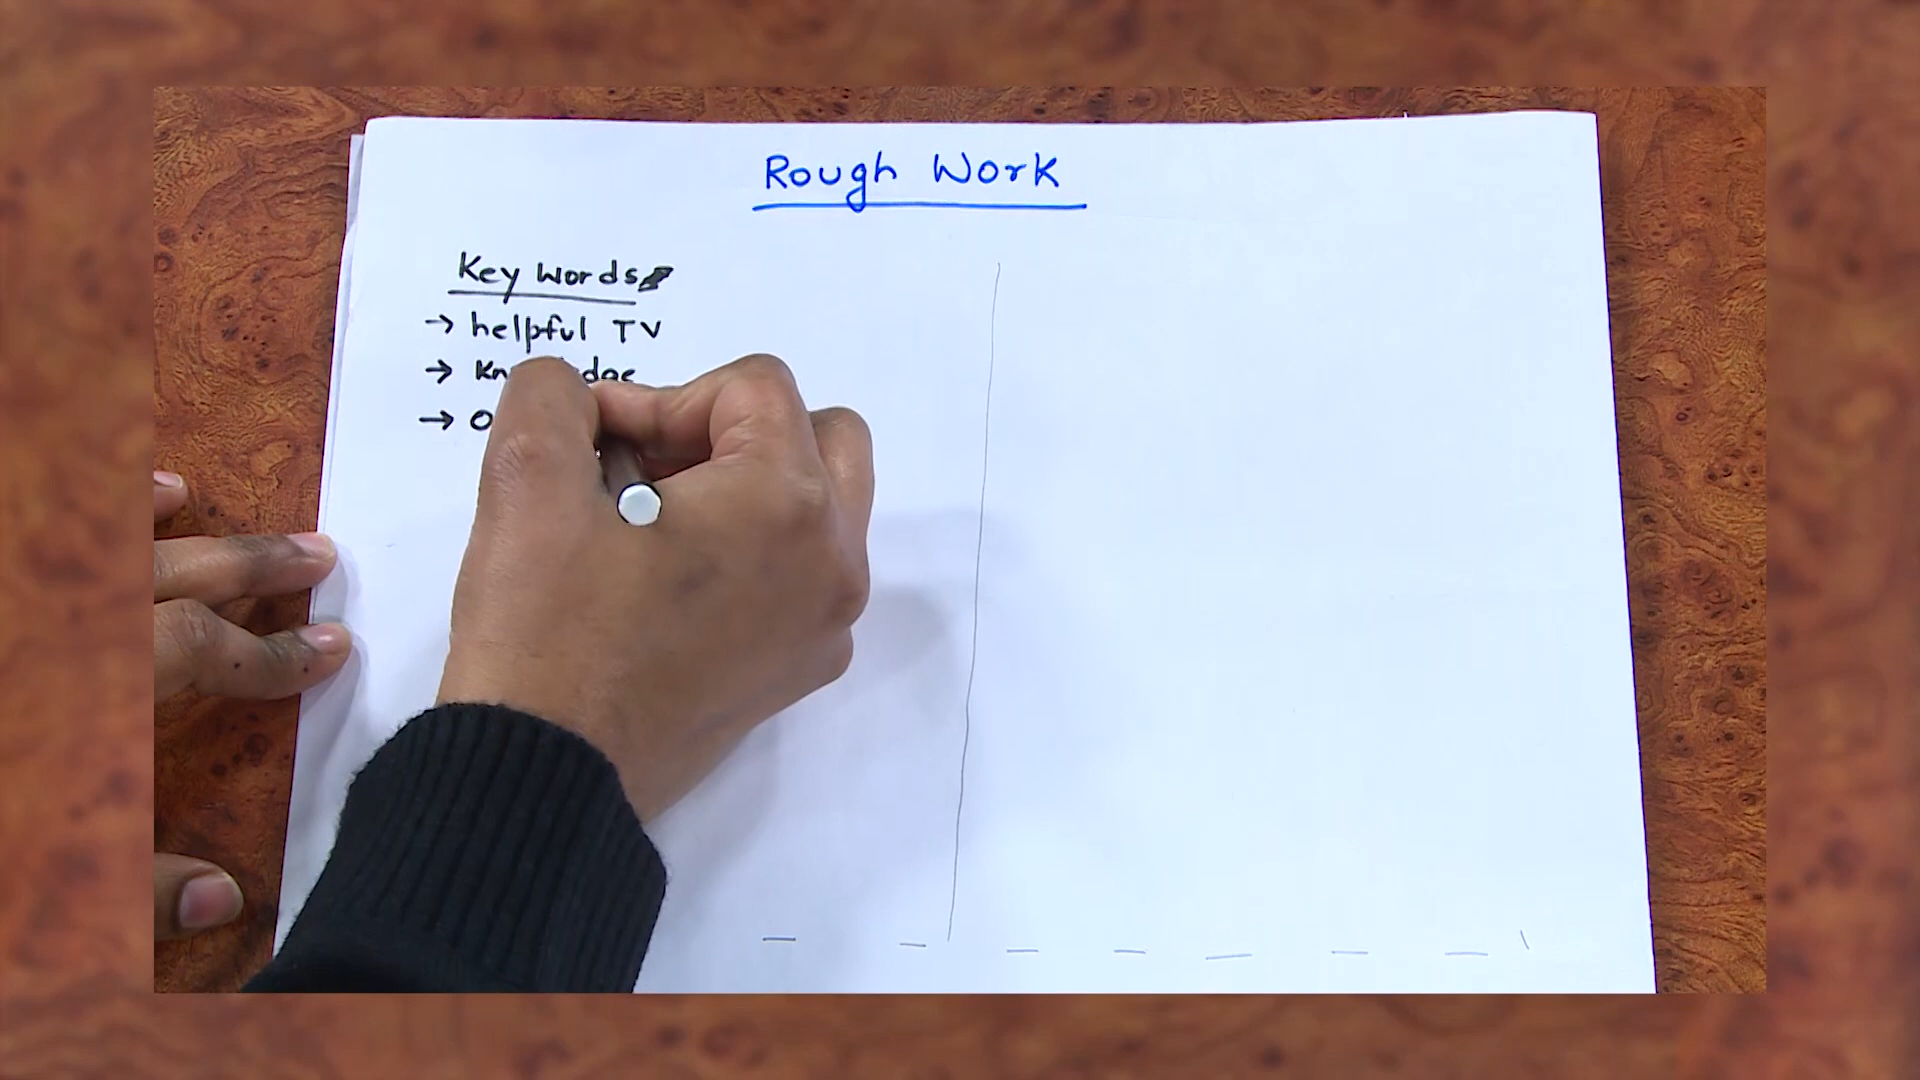 Rough Work
Key Words
→ helpful TV
→
→